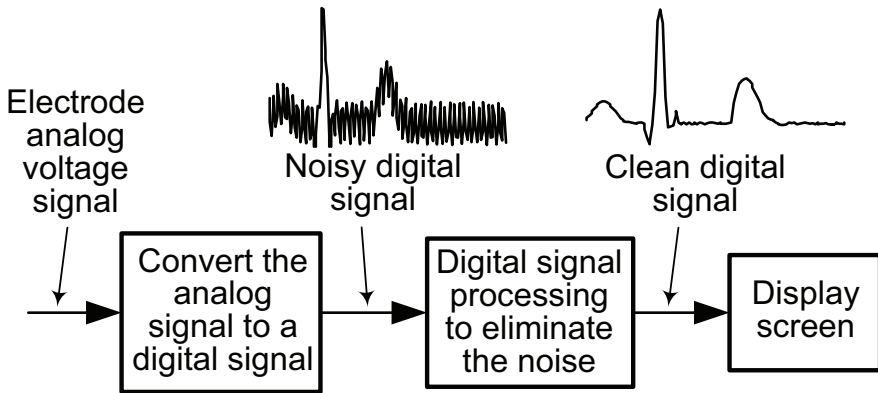 Electrode
analog
voltage
signal
Noisy digital
signal
Clean digital
signal
Convert the
analog
signal to a
digital signal
Digital signal
processing
to eliminate
the noise
Display
screen